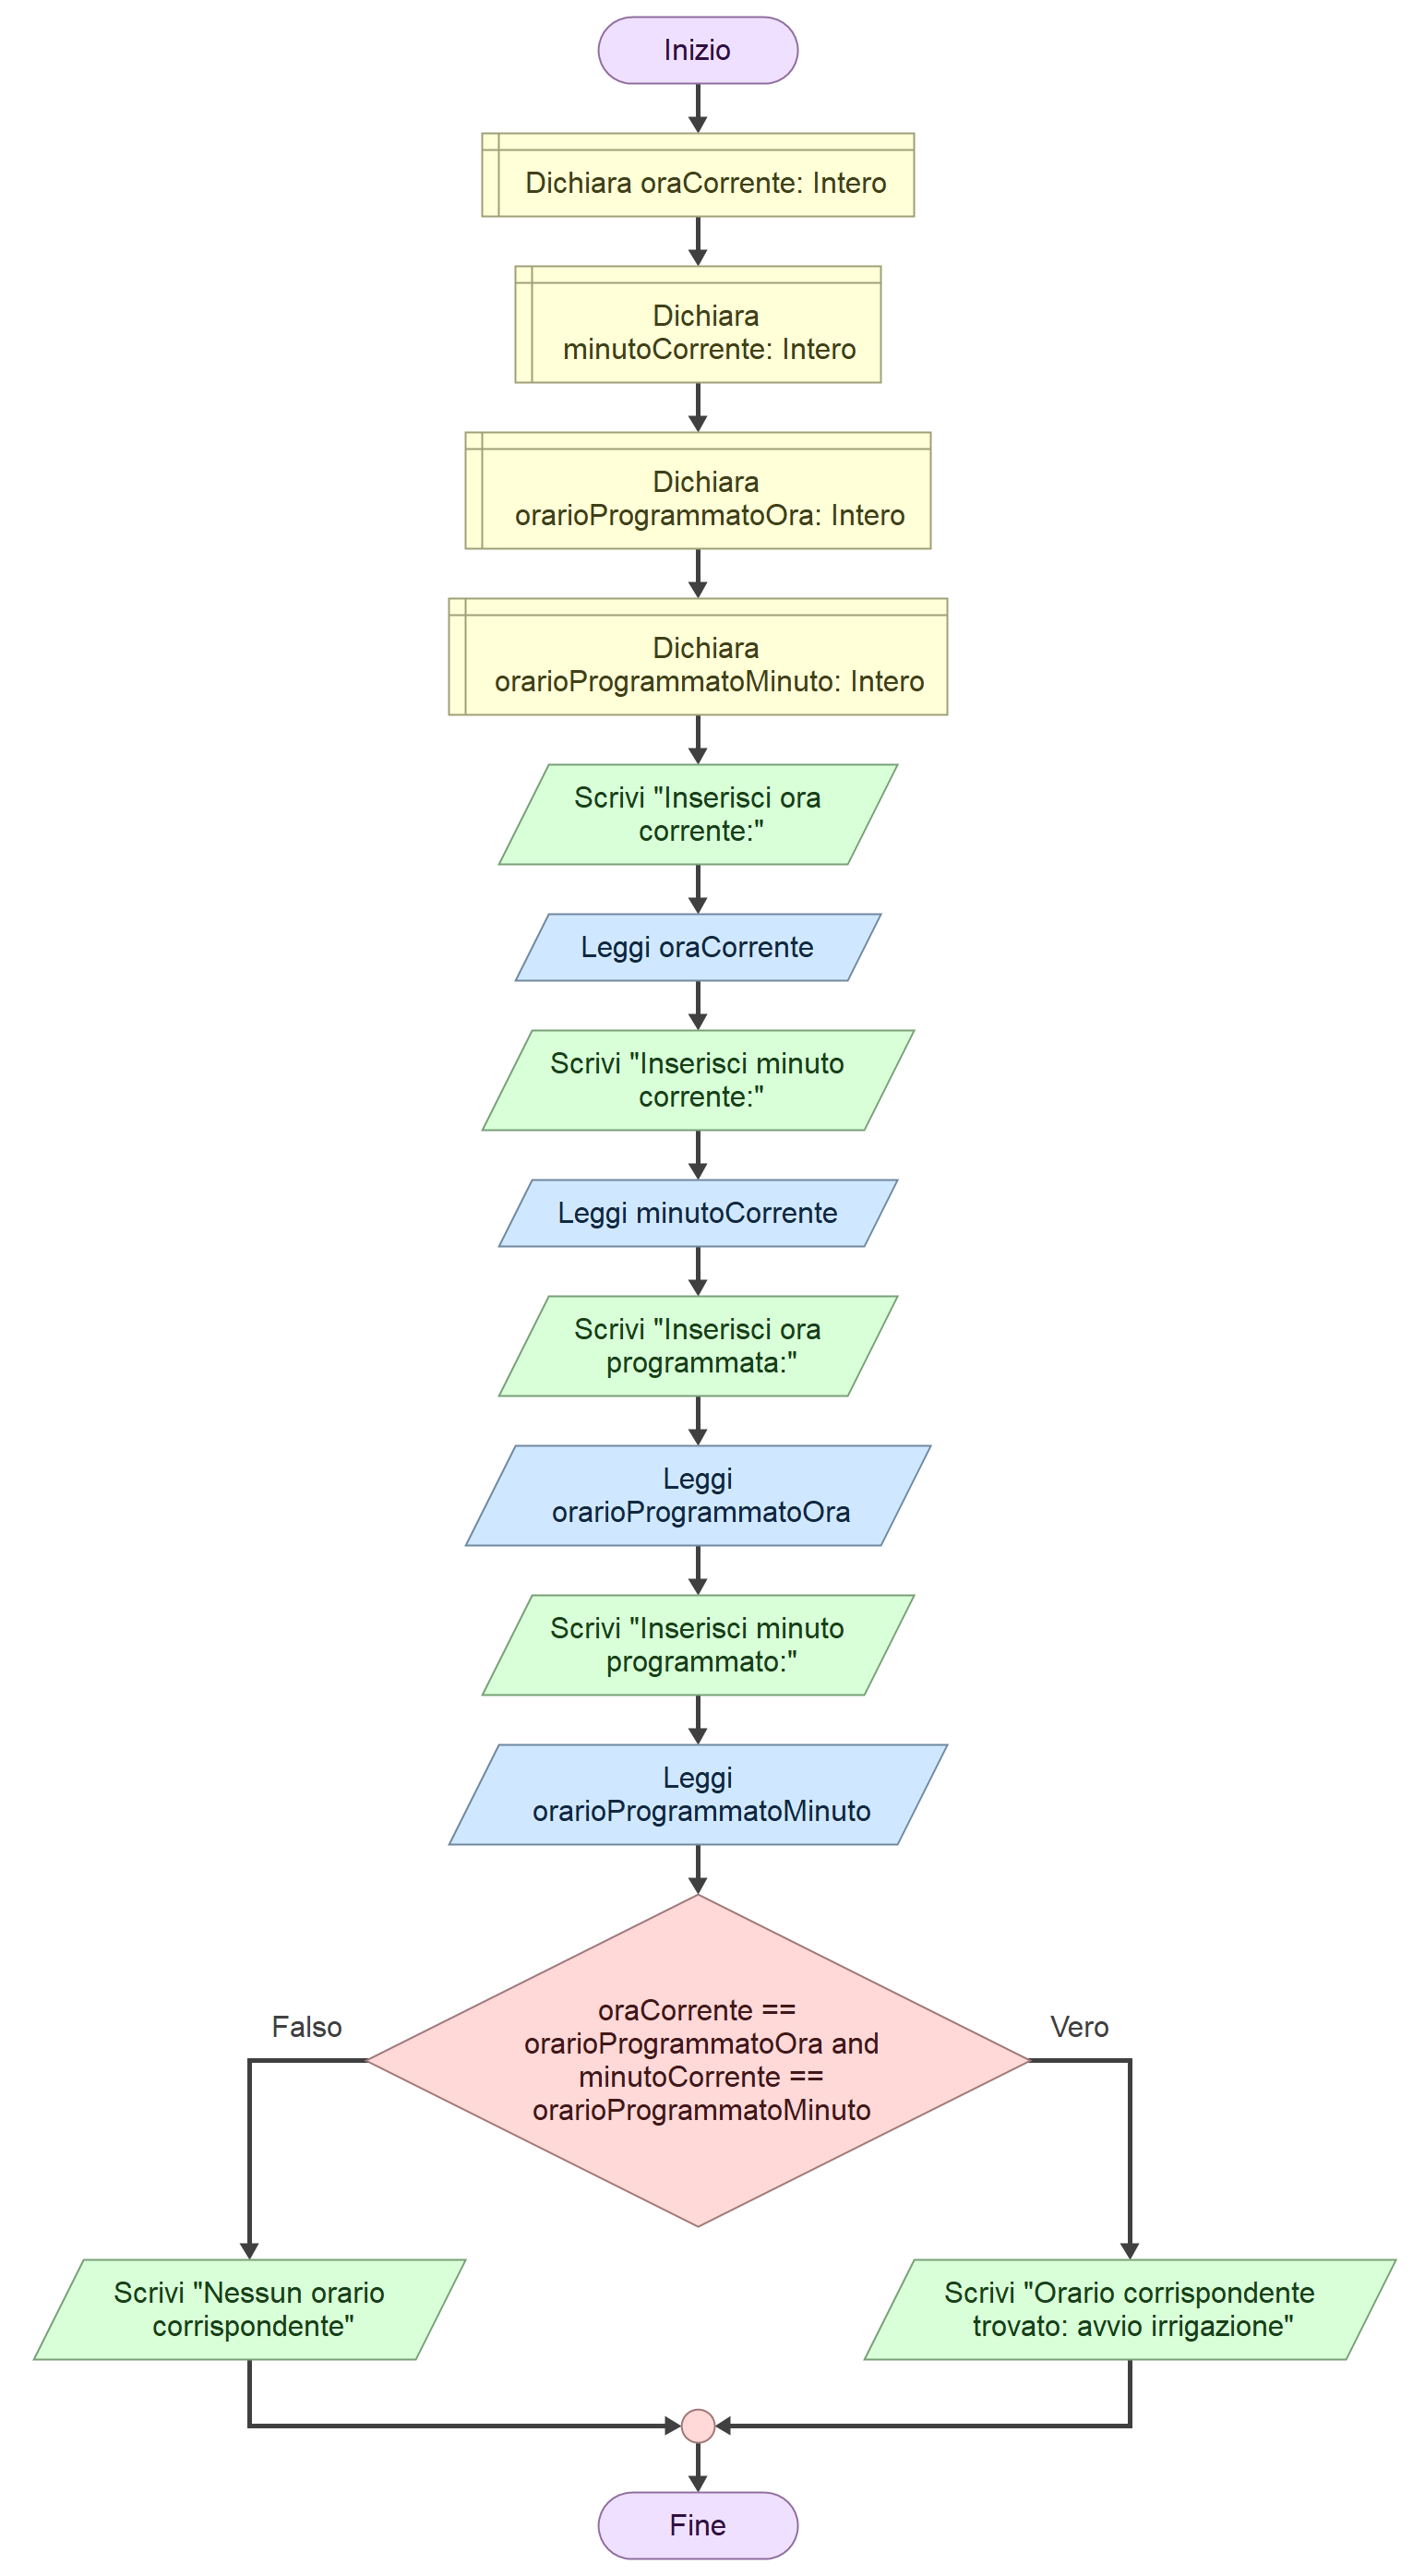 Inizio
Dichiara oraCorrente: Intero
Dichiara
minutoCorrente: Intero
Dichiara
orarioProgrammatoOra: Intero
Dichiara
orarioProgrammatoMinuto: Intero
Scrivi "Inserisci ora
corrente:"
Leggi oraCorrente
Scrivi "Inserisci minuto
corrente:"
Leggi minutoCorrente
Scrivi "Inserisci ora
programmata:"
Leggi
orarioProgrammatoOra
Scrivi "Inserisci minuto
programmato:"
Leggi
orarioProgrammatoMinuto
oraCorrente ==
orarioProgrammatoOra and
minutoCorrente ==
orarioProgrammatoMinuto
Falso
Vero
Scrivi "Nessun orario
corrispondente"
Scrivi "Orario corrispondente
trovato: avvio irrigazione"
Fine